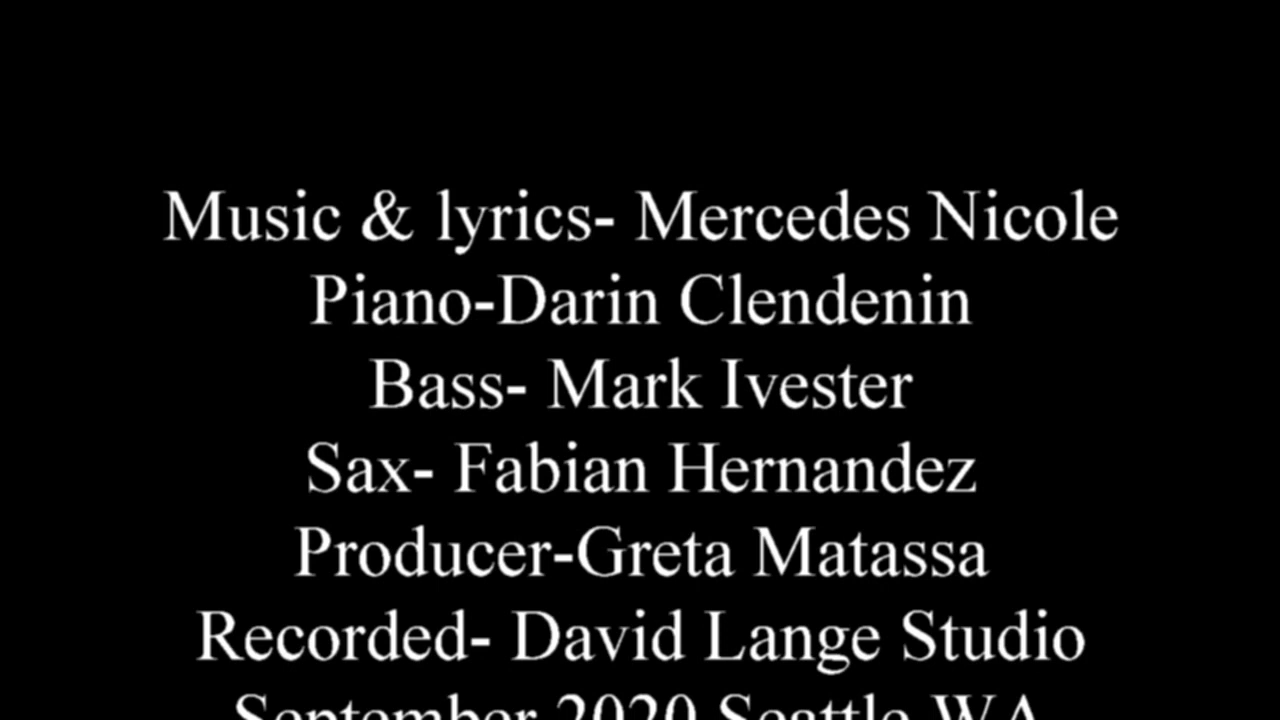 Music & lyrics- Mercedes Nicole
Piano-Darin Clendenin
Bass- Mark Ivester
Sax- Fabian Hernandez
Producer-Greta Matassa
Recorded- David Lange Studio
September 2020 Seattle WA